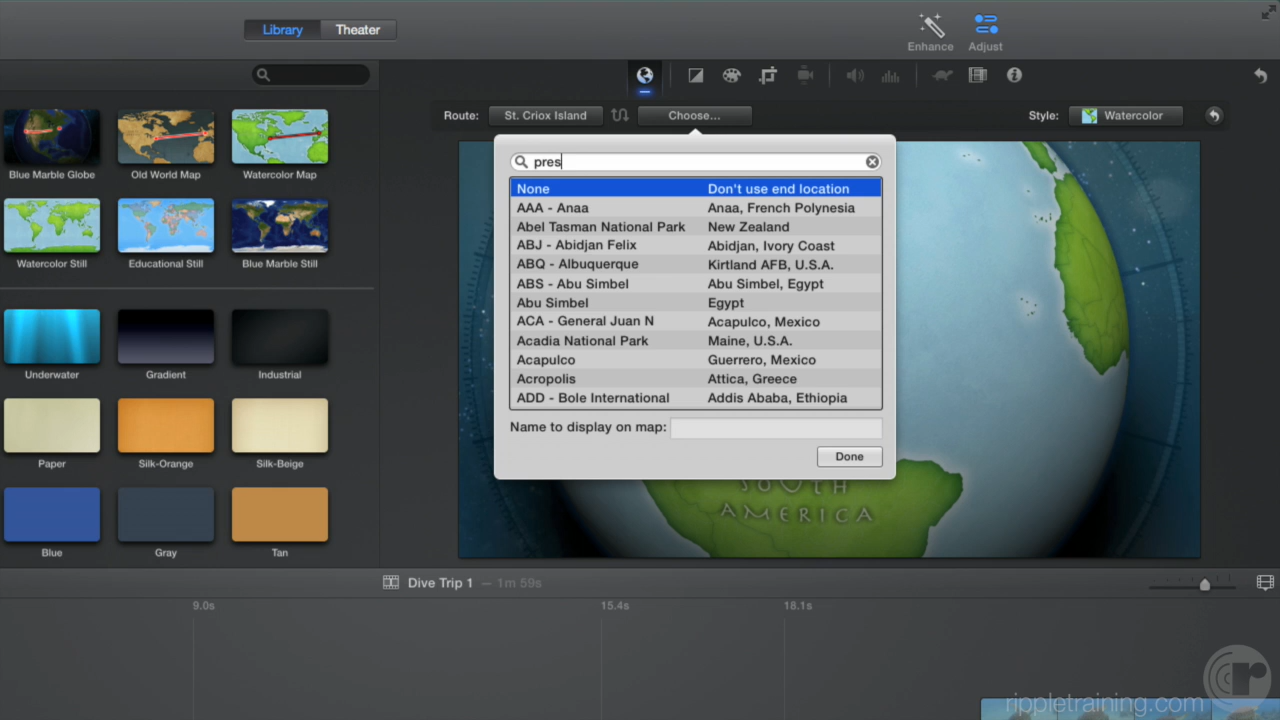 Library
Theater
Enhance
Adjust
Route:
St. Criox Island
Choose...
Style:
Watercolor
pres
None
Don't use end location
AAA - Anaa
Anaa, French Polynesia
Abel Tasman National Park
New Zealand
ABJ - Abidjan Felix
Abidjan, Ivory Coast
ABQ - Albuquerque
Kirtland AFB, U.S.A.
ABS - Abu Simbel
Abu Simbel, Egypt
Abu Simbel
Egypt
ACA - General Juan N
Acapulco, Mexico
Acadia National Park
Maine, U.S.A.
Acapulco
Guerrero, Mexico
Acropolis
Attica, Greece
ADD - Bole International
Addis Ababa, Ethiopia
Name to display on map:
Done
Blue Marble Globe
Old World Map
Watercolor Map
Watercolor Still
Educational Still
Blue Marble Still
Underwater
Gradient
Industrial
Paper
Silk-Orange
Silk-Beige
Blue
Gray
Tan
SOUTH
AMERICA
Dive Trip 1 — 1m 59s
9.0s
15.4s
18.1s
rippletraining.com